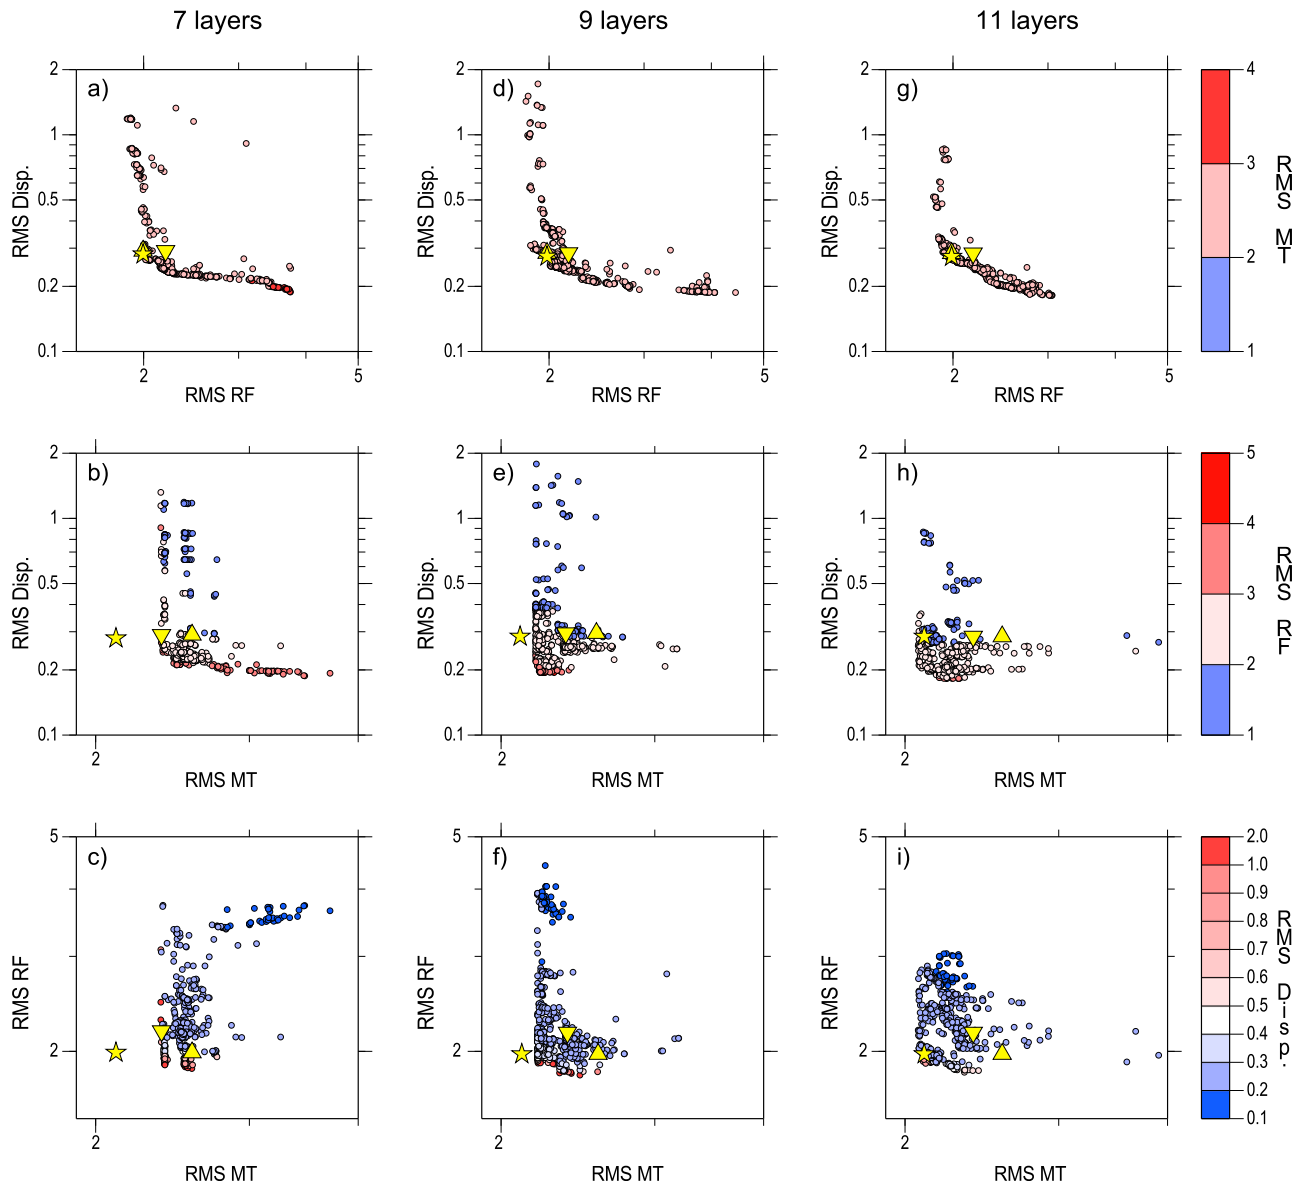 7 layers
9 layers
11 layers
a)
2
1
0.5
0.2
0.1
RMS Disp.
2
5
RMS RF
d)
2
1
0.5
0.2
0.1
RMS Disp.
2
5
RMS RF
g)
2
1
0.5
0.2
0.1
RMS Disp.
2
5
RMS RF
4
3
2
1
RMS MT
b)
2
1
0.5
0.2
0.1
RMS Disp.
2
RMS MT
e)
2
1
0.5
0.2
0.1
RMS Disp.
2
RMS MT
h)
2
1
0.5
0.2
0.1
RMS Disp.
2
RMS MT
5
4
3
2
1
RMS RF
c)
5
2
RMS RF
2
RMS MT
f)
5
2
RMS RF
2
RMS MT
i)
5
2
RMS RF
2
RMS MT
2.0
1.0
0.9
0.8
0.7
0.6
0.5
0.4
0.3
0.2
0.1
RMS Disp.